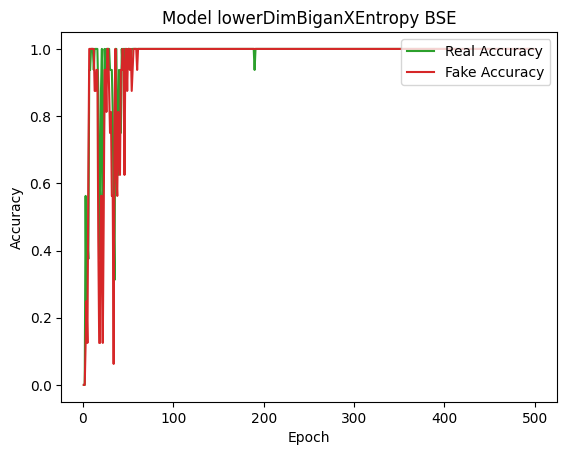 Model lowerDimBiganXEntropy BSE
Accuracy
1.0
0.8
0.6
0.4
0.2
0.0
Real Accuracy
Fake Accuracy
0 100 200 300 400 500
Epoch